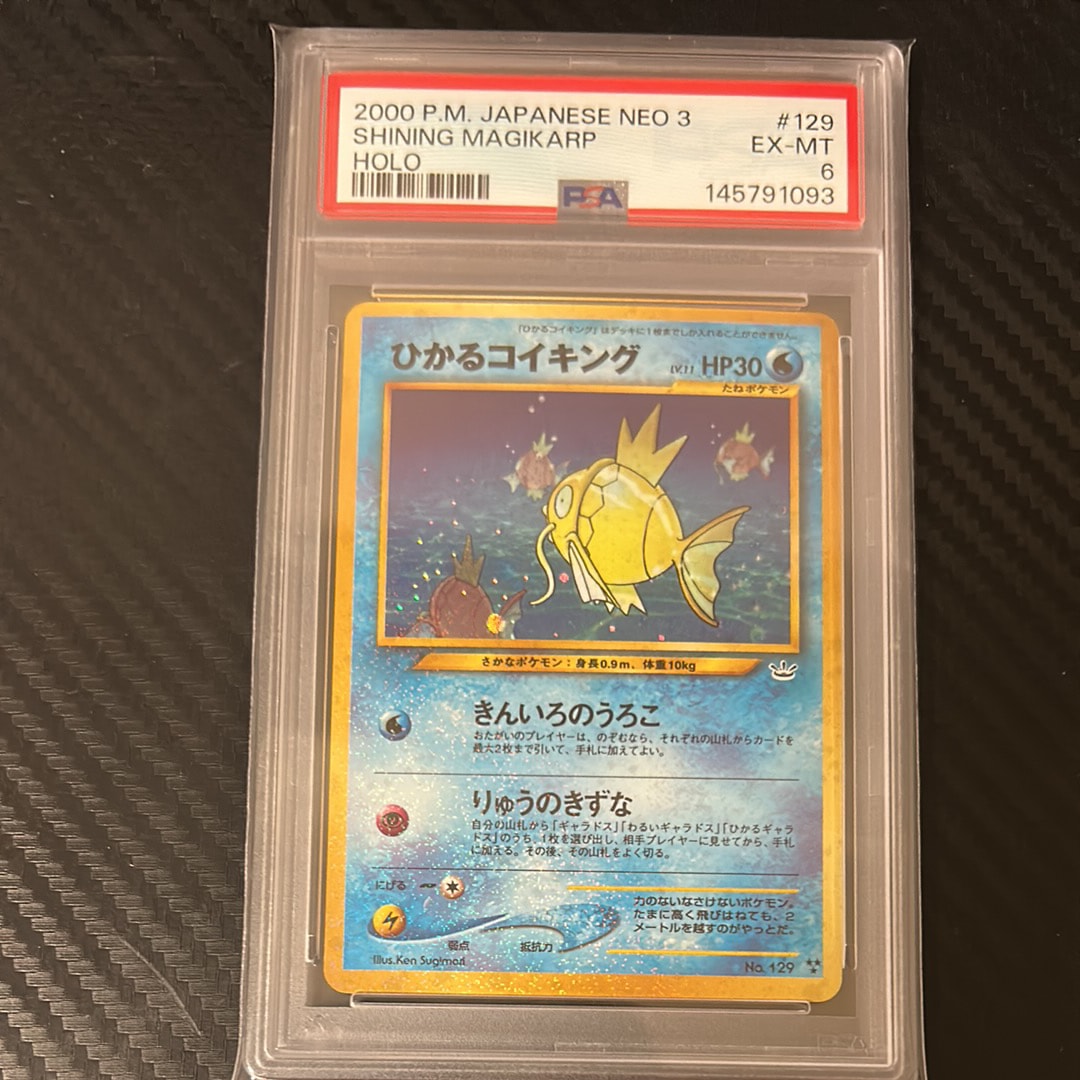 2000 P.M. JAPANESE NEO 3 #129
SHINING MAGIKARP EX-MT
HOLO 6
PSA 145791093
「ひかるコイキング」はデッキに1枚までしか入れることができません。
ひかるコイキング LV.11 HP30
たねポケモン
さかなポケモン：身長0.9m、体重10kg
きんいろのうろこ
おたがいのプレイヤーは、のぞむなら、それぞれの山札からカードを
最大2枚まで引いて、手札に加えてよい。
りゅうのきずな
自分の山札から「ギャラドス」「わるいギャラドス」「ひかるギャラ
ドス」のうち、1枚を選び出し、相手プレイヤーに見せてから、手札
に加える。その後、その山札をよく切る。
にげる
弱点 抵抗力
力のないなさけないポケモン。
たまに高く飛びはねても、2
メートルを越すのがやっとだ。
Illus.Ken Sugimori No. 129